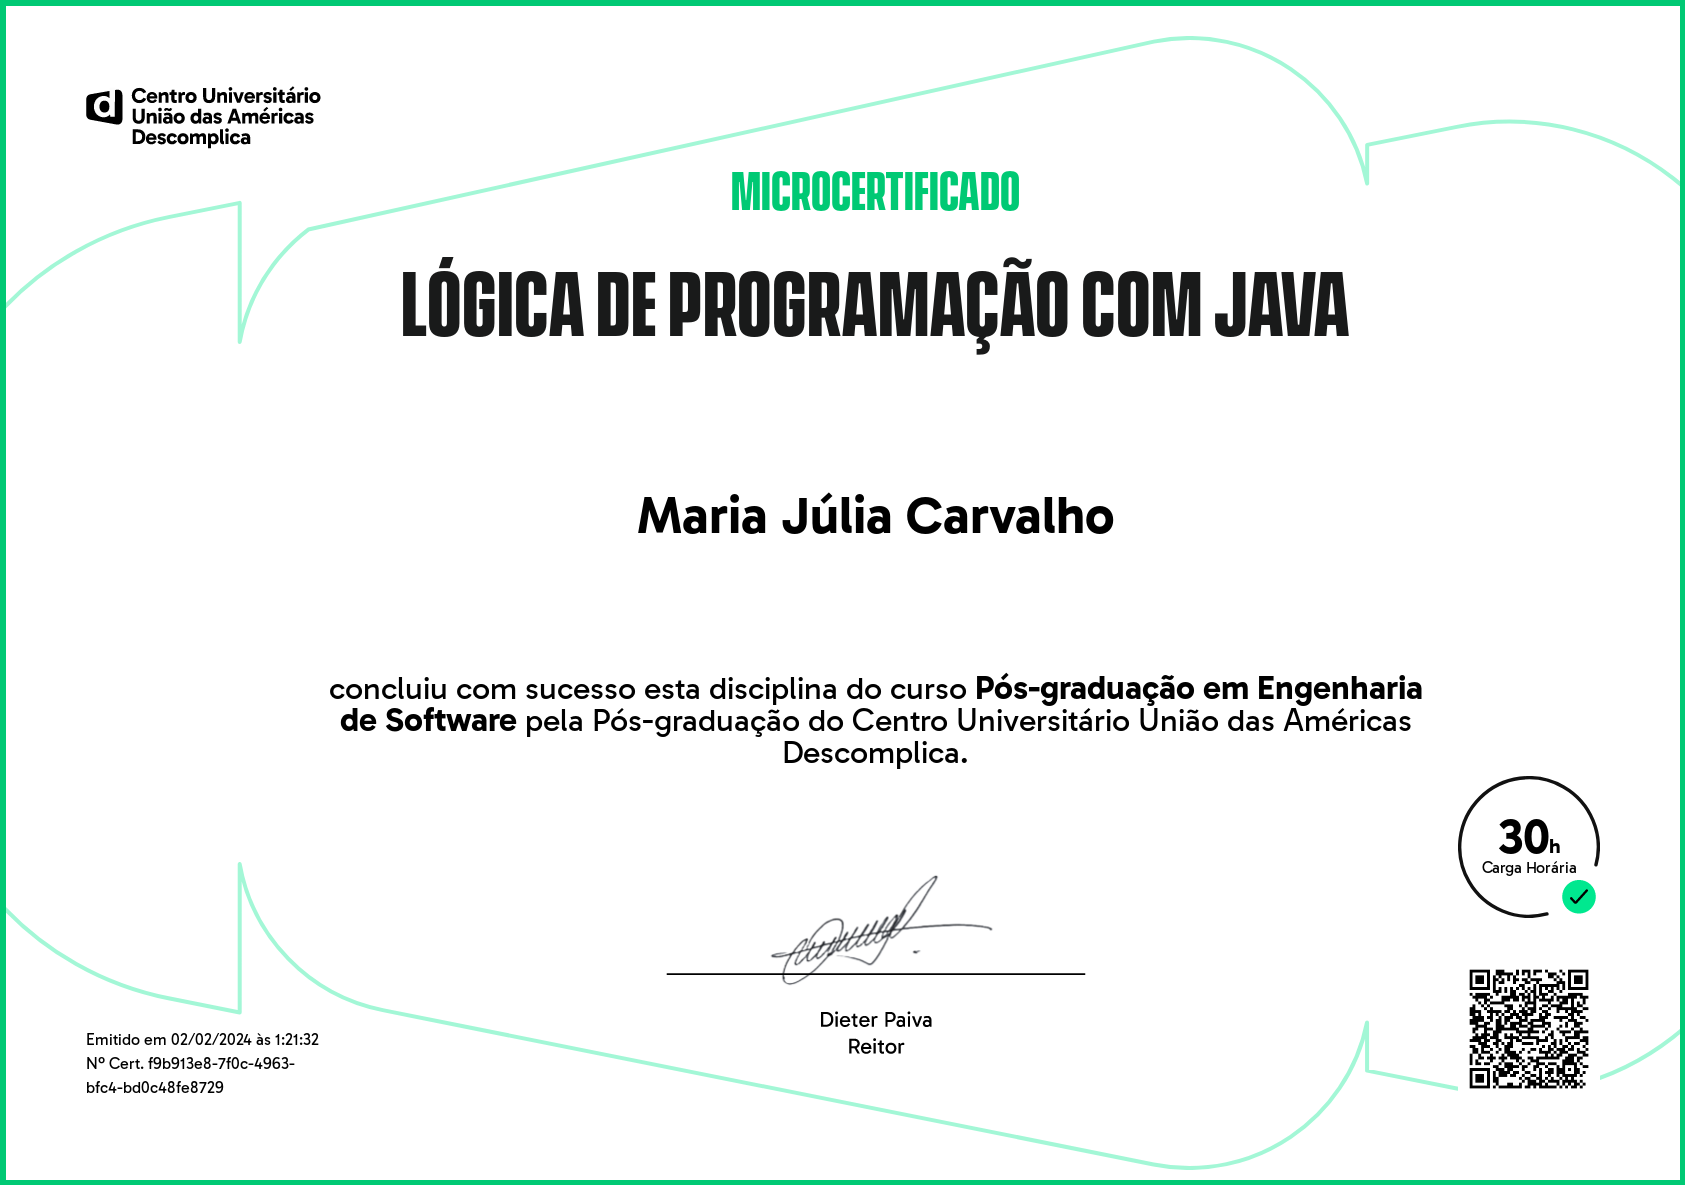 Centro Universitário
União das Américas
Descomplica
MICROCERTIFICADO
LÓGICA DE PROGRAMAÇÃO COM JAVA
Maria Júlia Carvalho
concluiu com sucesso esta disciplina do curso Pós-graduação em Engenharia
de Software pela Pós-graduação do Centro Universitário União das Américas
Descomplica.
30h
Carga Horária
Dieter Paiva
Reitor
Emitido em 02/02/2024 às 1:21:32
Nº Cert. f9b913e8-7f0c-4963-
bfc4-bd0c48fe8729